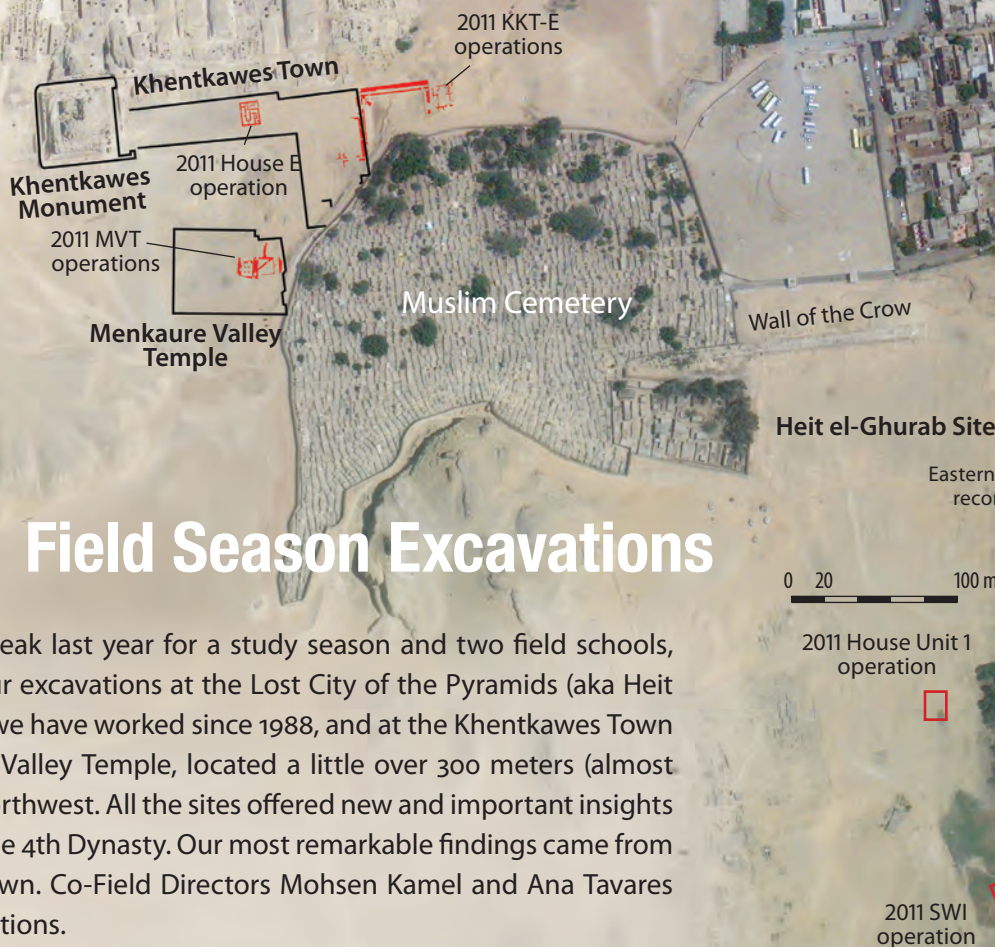 2011 KKT-E
operations
Khentkawes Town
2011 House E
operation
Khentkawes
Monument
2011 MVT
operations
Menkaure Valley
Temple
Muslim Cemetery
Wall of the Crow
Heit el-Ghurab Site
Eastern
recor
0 20 100 m
2011 House Unit 1
operation
2011 SWI
operation
Field Season Excavations
eak last year for a study season and two field schools,
ur excavations at the Lost City of the Pyramids (aka Heit
we have worked since 1988, and at the Khentkawes Town
Valley Temple, located a little over 300 meters (almost
rthwest. All the sites offered new and important insights
e 4th Dynasty. Our most remarkable findings came from
wn. Co-Field Directors Mohsen Kamel and Ana Tavares
tions.